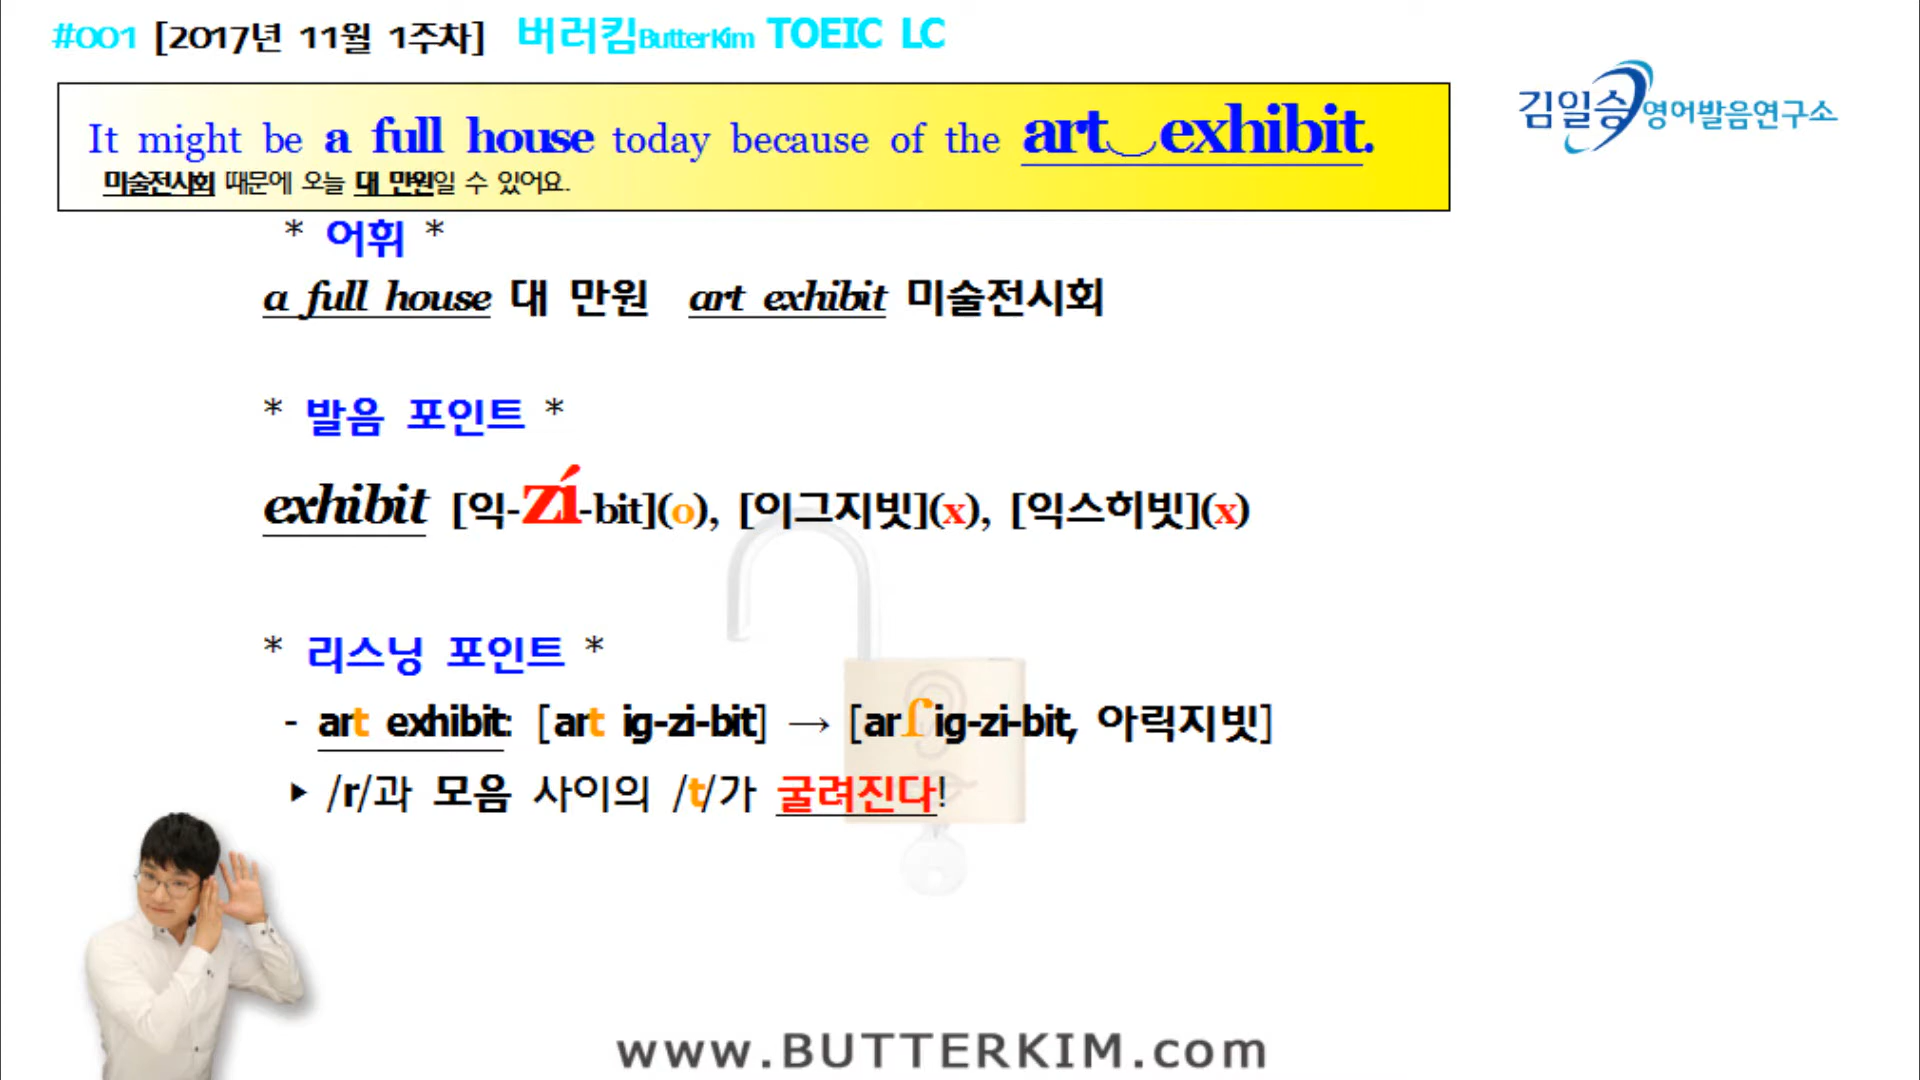 #001 [2017년 11월 1주차] 버러킴ButterKim TOEIC LC
김일승영어발음연구소
It might be a full house today because of the art‿exhibit.
미술전시회 때문에 오늘 대 만원일 수 있어요.
* 어휘 *
a full house 대 만원 art exhibit 미술전시회
* 발음 포인트 *
exhibit [익-zí-bit](o), [이그지빗](x), [익스히빗](x)
* 리스닝 포인트 *
- art exhibit: [art ig-zi-bit] → [arſig-zi-bit, 아릭지빗]
▶ /r/과 모음 사이의 /t/가 굴려진다!
www.BUTTERKIM.com